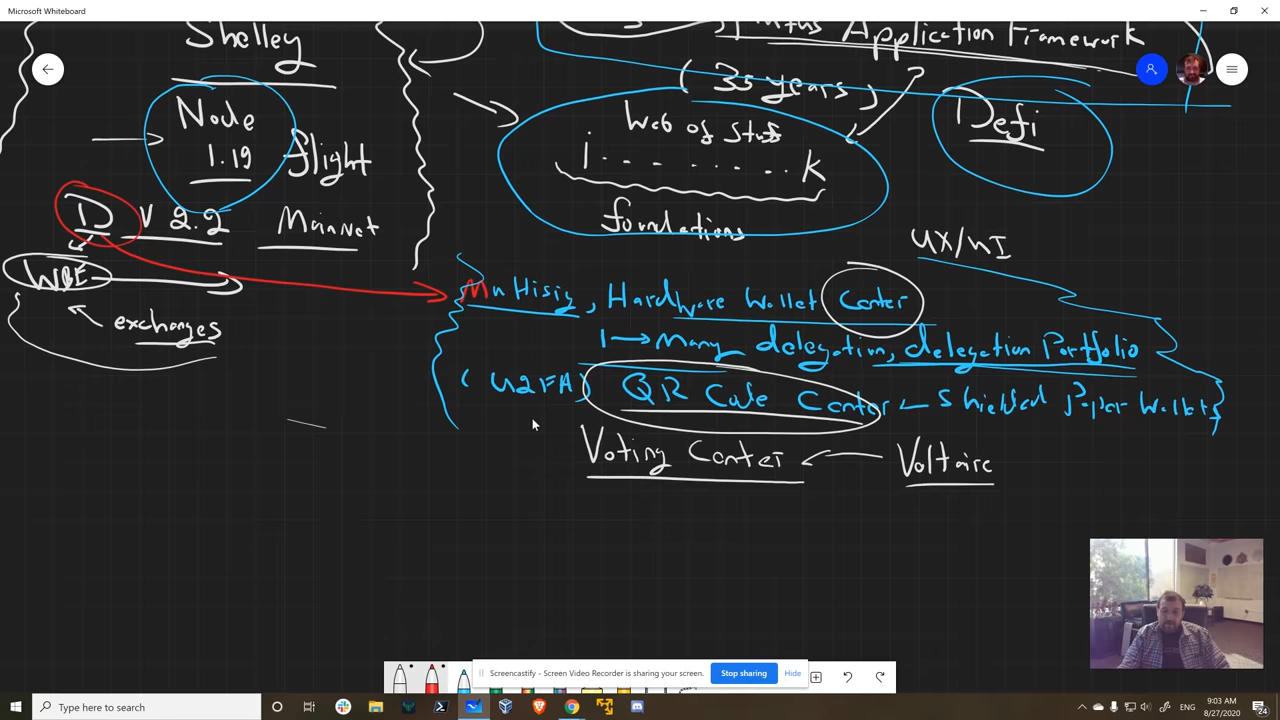 Microsoft Whiteboard
Shelley
Application Framework
(35 years)
Node
1.19
flight
Web of Stuff
j . . . . . . . . . K
foundations
Defi
D V 2.2 Mainnet
WBE
exchanges
UX/UI
Multisig, Hardware Wallet Center
1 → Many delegation, delegation Portfolio
(U2FA) QR Code Center ← Shielded Paper Wallets
Voting Center ← Voltaire
Screencastify - Screen Video Recorder is sharing your screen.
Stop sharing
Hide
Type here to search
ENG
9:03 AM
8/27/2020
24